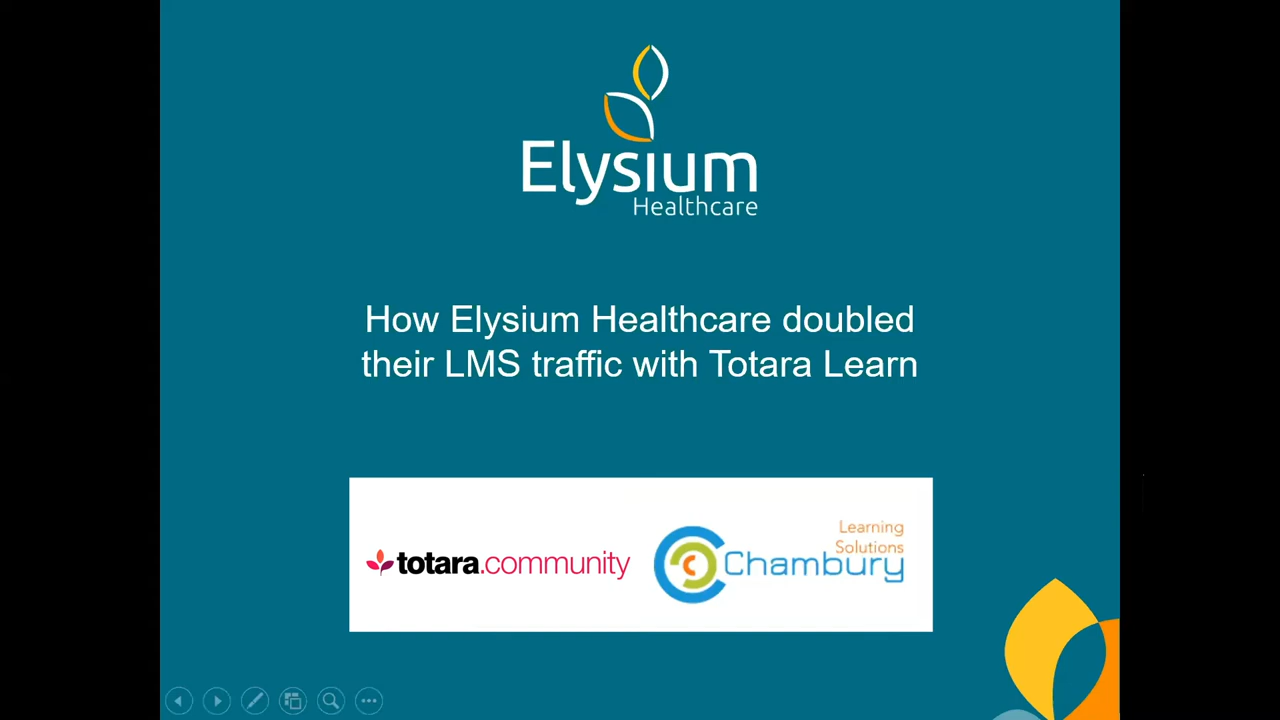 Elysium
Healthcare
How Elysium Healthcare doubled
their LMS traffic with Totara Learn
totara.community
Learning
Solutions
Chambury